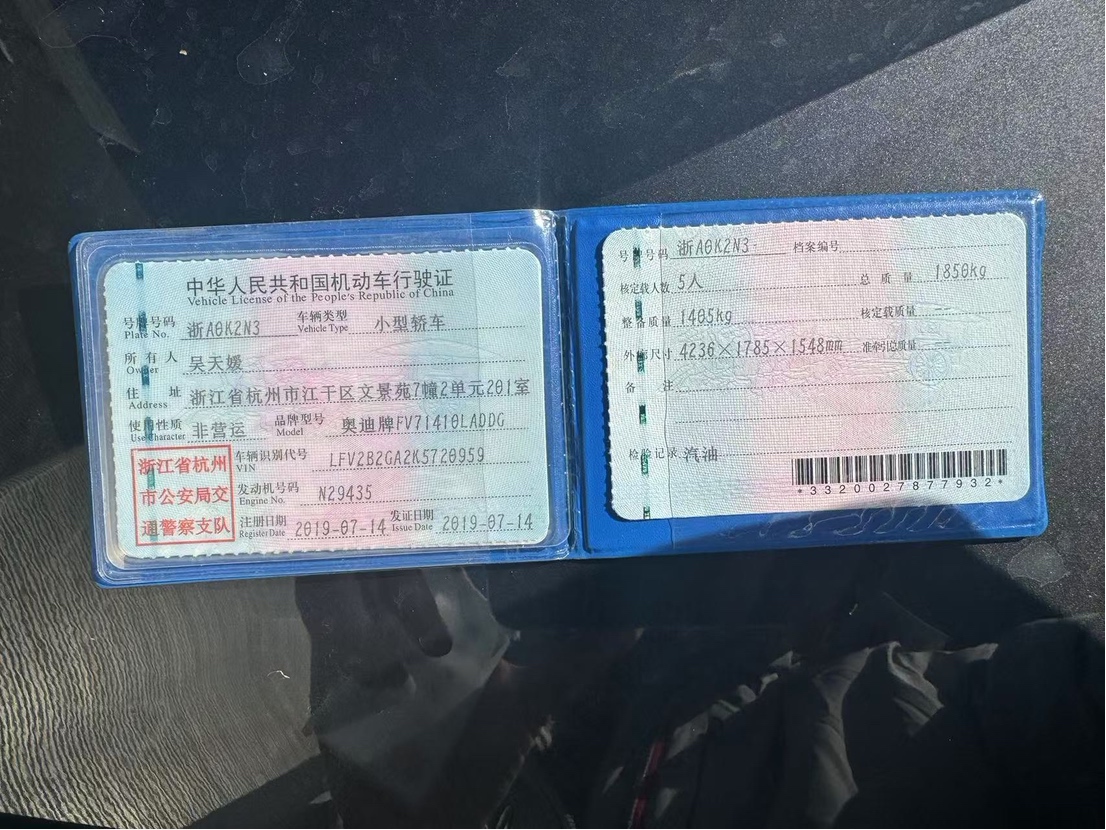 中华人民共和国机动车行驶证
Vehicle License of the People's Republic of China
号牌号码 浙A0K2N3 车辆类型 小型轿车
Plate No. Vehicle Type
所有人 吴天媛
Owner
住址 浙江省杭州市江干区文景苑7幢2单元201室
Address
使用性质 非营运 品牌型号 奥迪牌FV71410LADDG
Use Character Model
浙江省杭州
市公安局交
通警察支队
车辆识别代号 LFV2B2GA2K5720959
VIN
发动机号码 N29435
Engine No.
注册日期 2019-07-14 发证日期 2019-07-14
Register Date Issue Date
号牌号码 浙A0K2N3 档案编号
核定载人数 5人 总质量 1850kg
整备质量 1405kg 核定载质量 --
外廓尺寸 4236×1785×1548mm 准牵引总质量 --
备注
检验记录 汽油
*3320027877932*